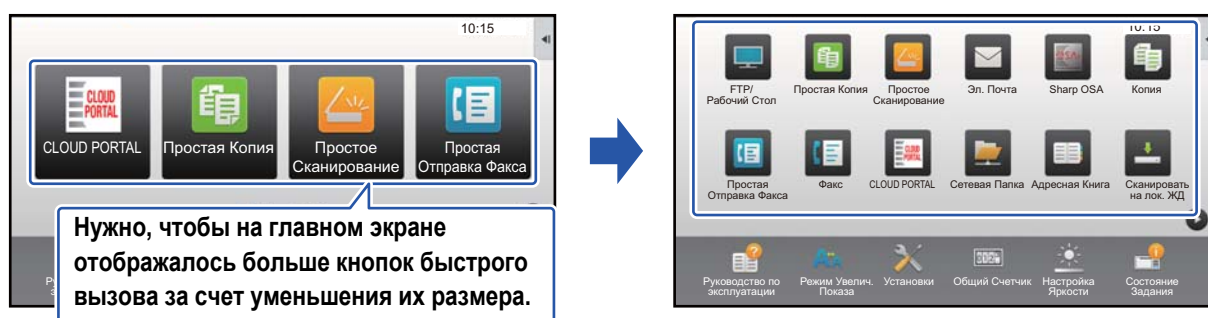 10:15
CLOUD
PORTAL
CLOUD PORTAL
Простая Копия
Простое
Сканирование
Простая
Отправка Факса
Нужно, чтобы на главном экране
отображалось больше кнопок быстрого
вызова за счет уменьшения их размера.
10:15
FTP/
Рабочий Стол
Простая Копия
Простое
Сканирование
Эл. Почта
Sharp OSA
Копия
Простая
Отправка Факса
Факс
CLOUD PORTAL
Сетевая Папка
Адресная Книга
Сканировать
на лок. ЖД
Руководство по
эксплуатации
Режим Увелич.
Показа
Установки
Общий Счетчик
Настройка
Яркости
Состояние
Задания